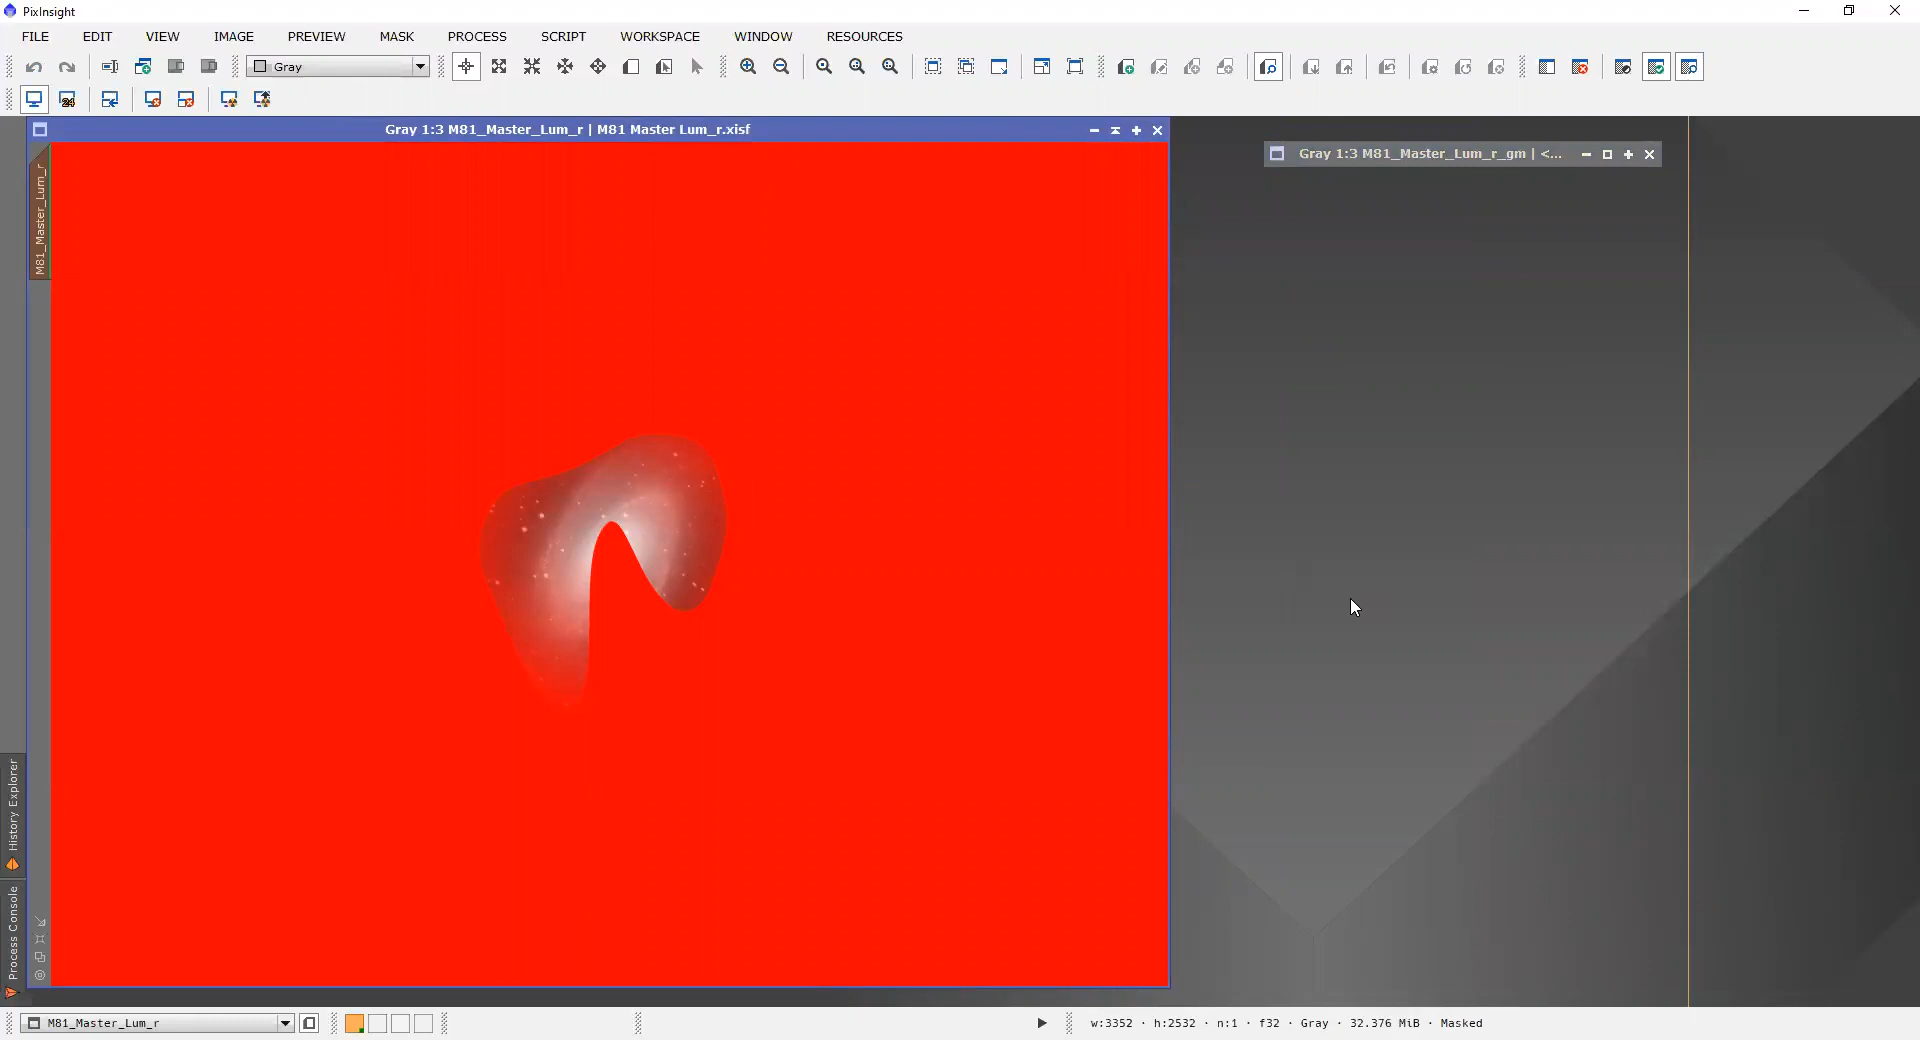 PixInsight
FILE EDIT VIEW IMAGE PREVIEW MASK PROCESS SCRIPT WORKSPACE WINDOW RESOURCES
Gray
24
Gray 1:3 M81_Master_Lum_r | M81 Master Lum_r.xisf
Gray 1:3 M81_Master_Lum_r_gm | <...
M81_Master_Lum_r
History Explorer
Process Console
M81_Master_Lum_r
w:3352 · h:2532 · n:1 · f32 · Gray · 32.376 MiB · Masked